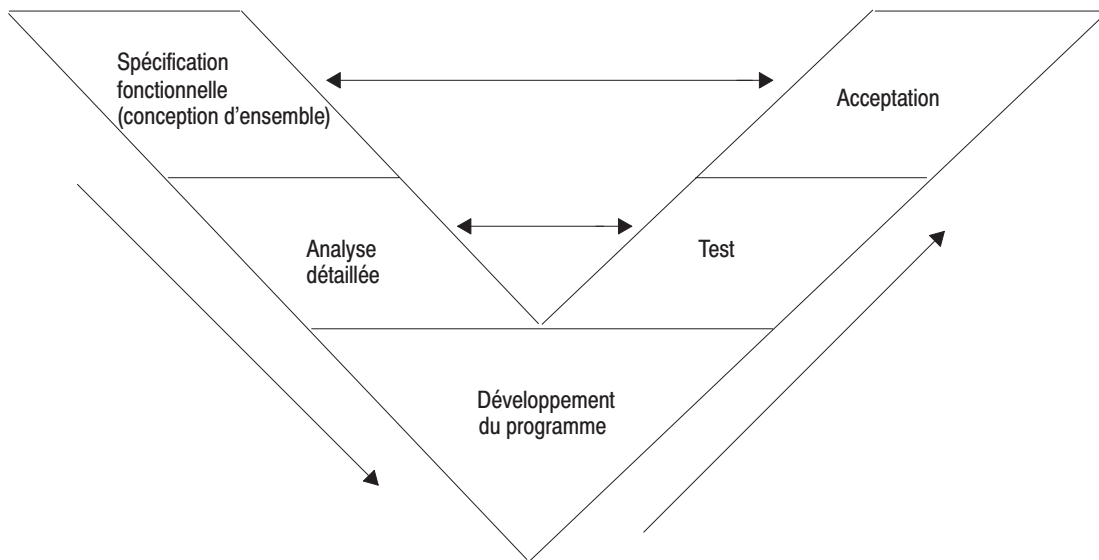 Spécification
fonctionnelle
(conception d'ensemble)
Acceptation
Analyse
détaillée
Test
Développement
du programme